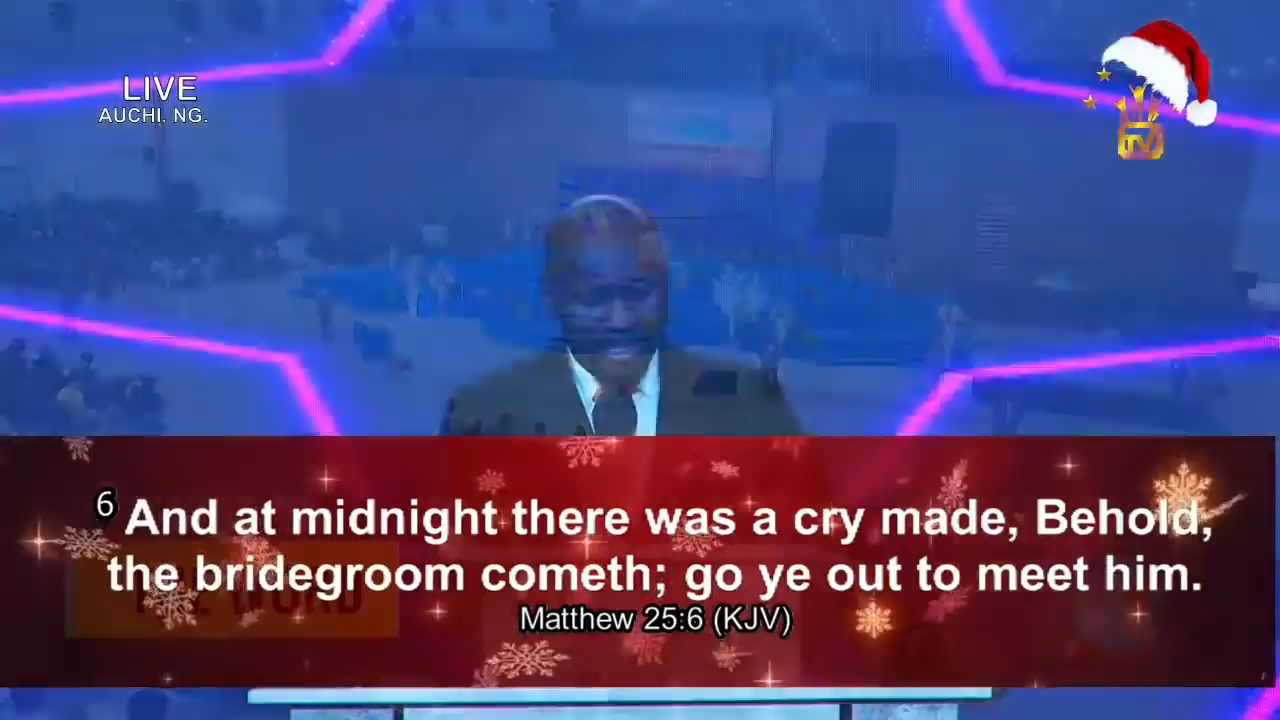 LIVE
AUCHI, NG.
TV
6 And at midnight there was a cry made, Behold,
the bridegroom cometh; go ye out to meet him.
Matthew 25:6 (KJV)